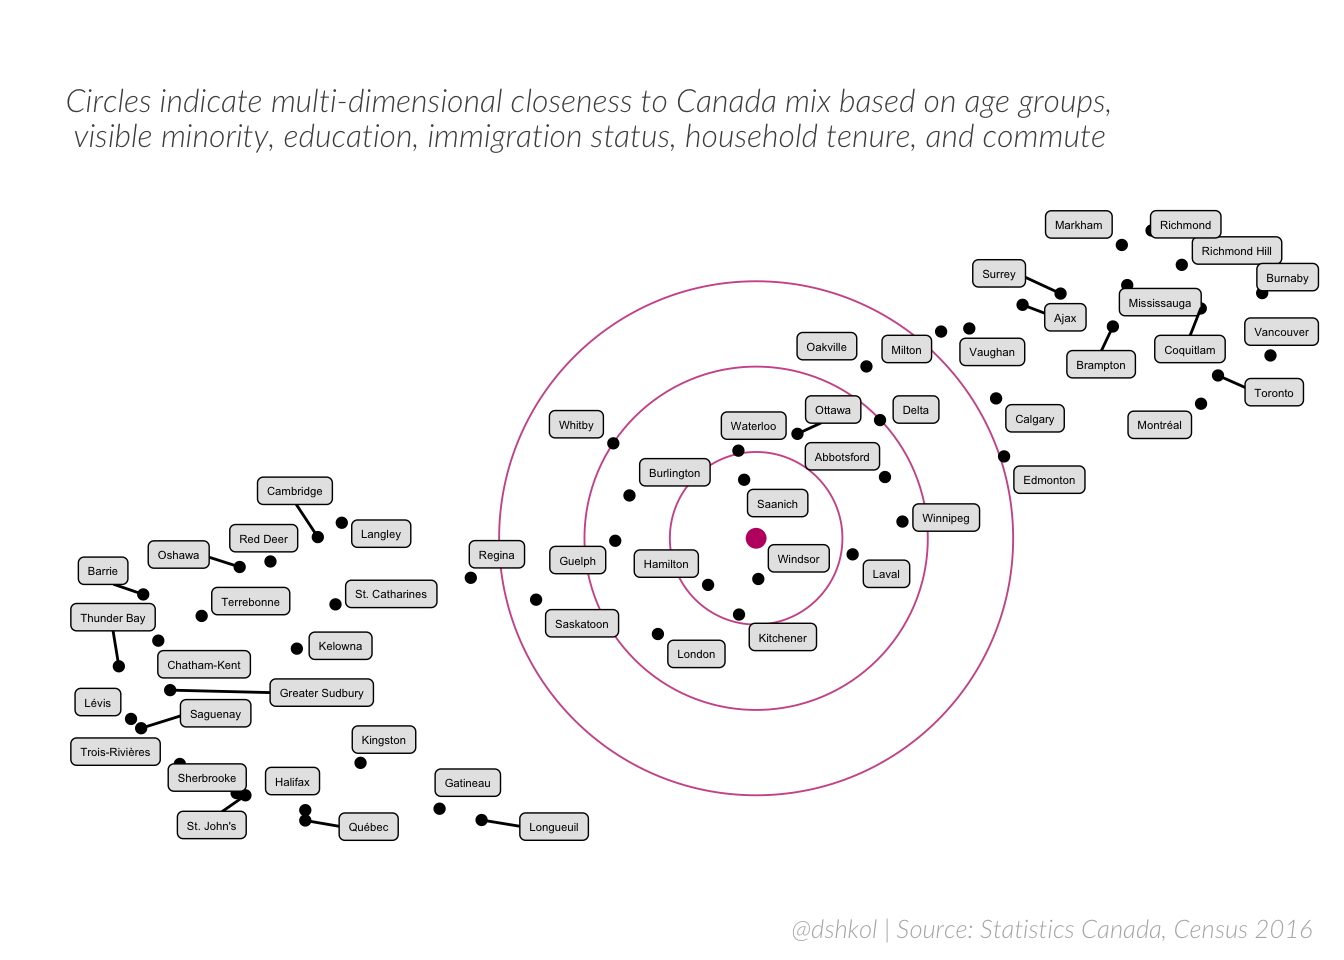 Circles indicate multi-dimensional closeness to Canada mix based on age groups,
visible minority, education, immigration status, household tenure, and commute
Markham
Richmond
Richmond Hill
Surrey
Burnaby
Mississauga
Ajax
Vancouver
Oakville
Milton
Vaughan
Coquitlam
Brampton
Toronto
Whitby
Waterloo
Ottawa
Delta
Calgary
Montréal
Abbotsford
Burlington
Edmonton
Cambridge
Saanich
Winnipeg
Langley
Red Deer
Oshawa
Regina
Guelph
Hamilton
Windsor
Laval
Barrie
Terrebonne
St. Catharines
Thunder Bay
Saskatoon
Kitchener
Kelowna
London
Chatham-Kent
Greater Sudbury
Lévis
Saguenay
Trois-Rivières
Kingston
Sherbrooke
Halifax
Gatineau
St. John's
Québec
Longueuil
@dshkol | Source: Statistics Canada, Census 2016